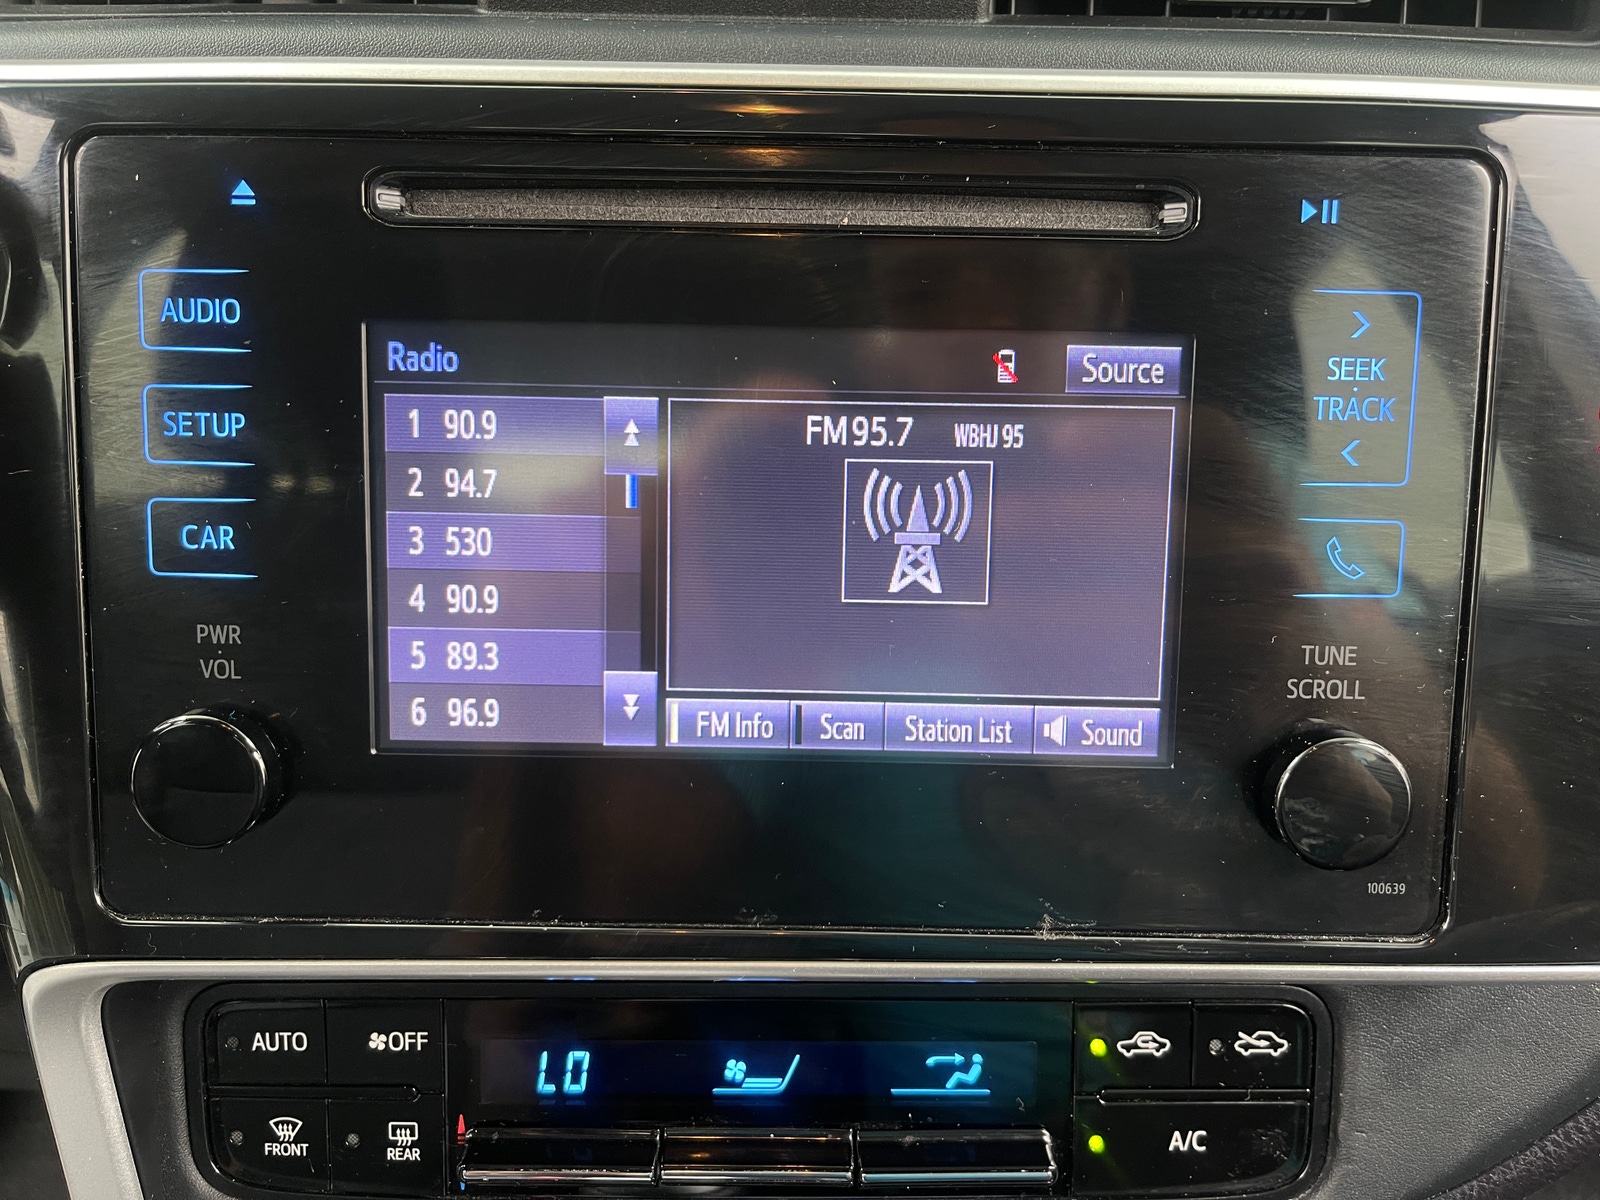 AUDIO
SETUP
CAR
PWR
VOL
Radio
Source
1 90.9
2 94.7
3 530
4 90.9
5 89.3
6 96.9
FM 95.7 WBHJ 95
FM Info
Scan
Station List
Sound
SEEK
TRACK
TUNE
SCROLL
100639
AUTO
OFF
LO
FRONT
REAR
A/C